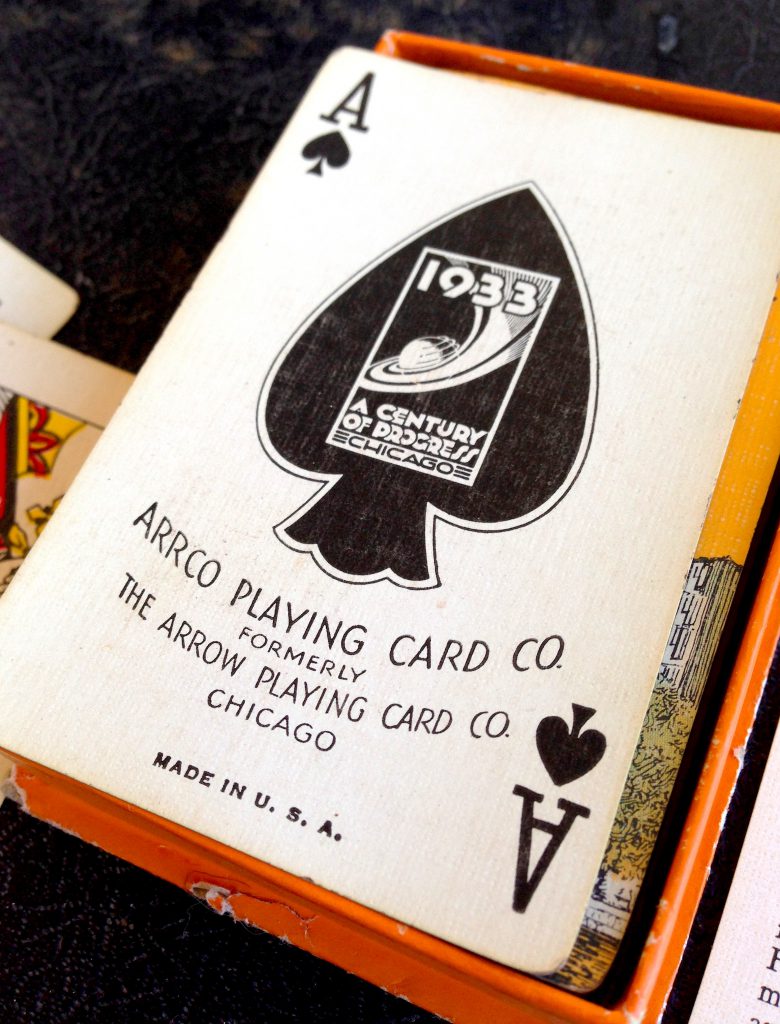 A
1933
A CENTURY
OF PROGRESS
CHICAGO
ARRCO PLAYING CARD CO.
FORMERLY
THE ARROW PLAYING CARD CO.
CHICAGO
MADE IN U. S. A.
A